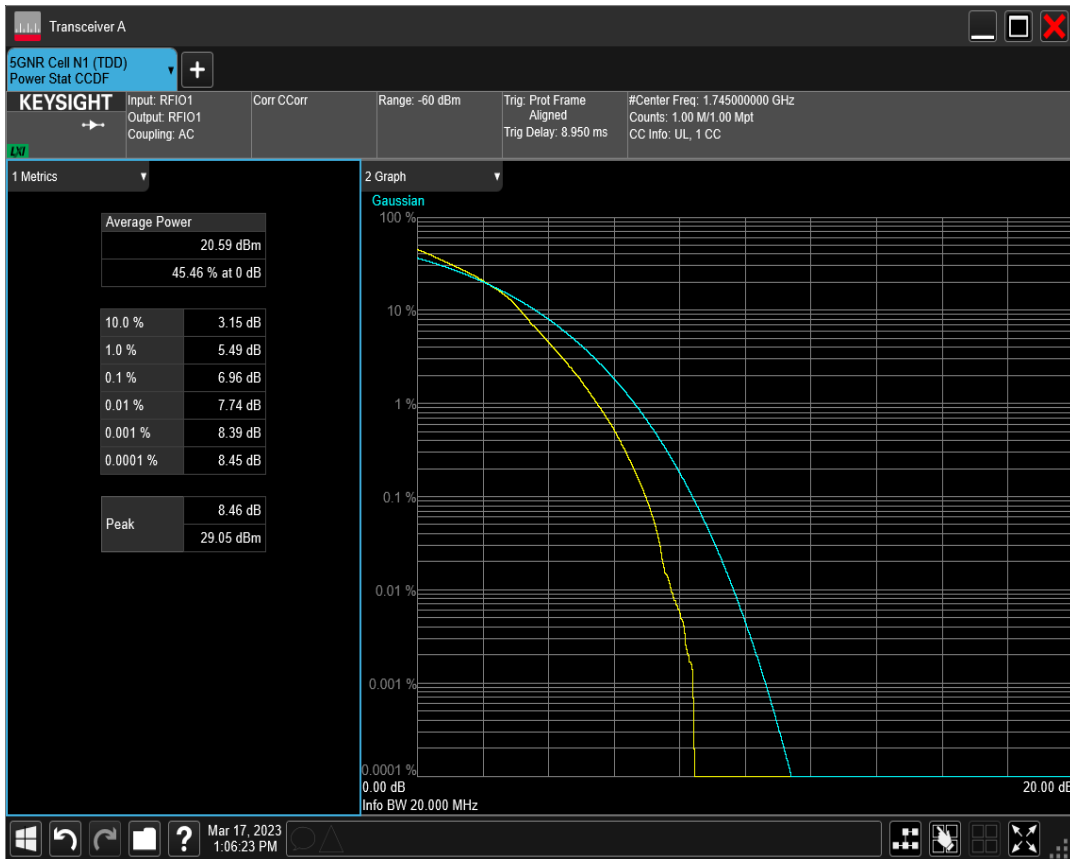 Transceiver A
5GNR Cell N1 (TDD)
Power Stat CCDF
+
KEYSIGHT
LXI
Input: RFIO1
Output: RFIO1
Coupling: AC
Corr CCorr
Range: -60 dBm
Trig: Prot Frame
Aligned
Trig Delay: 8.950 ms
#Center Freq: 1.745000000 GHz
Counts: 1.00 M/1.00 Mpt
CC Info: UL, 1 CC
1 Metrics
Average Power
20.59 dBm
45.46 % at 0 dB
10.0 % 3.15 dB
1.0 % 5.49 dB
0.1 % 6.96 dB
0.01 % 7.74 dB
0.001 % 8.39 dB
0.0001 % 8.45 dB
Peak 8.46 dB
29.05 dBm
2 Graph
Gaussian
100 %
10 %
1 %
0.1 %
0.01 %
0.001 %
0.0001 %
0.00 dB 20.00 dB
Info BW 20.000 MHz
?
Mar 17, 2023
1:06:23 PM